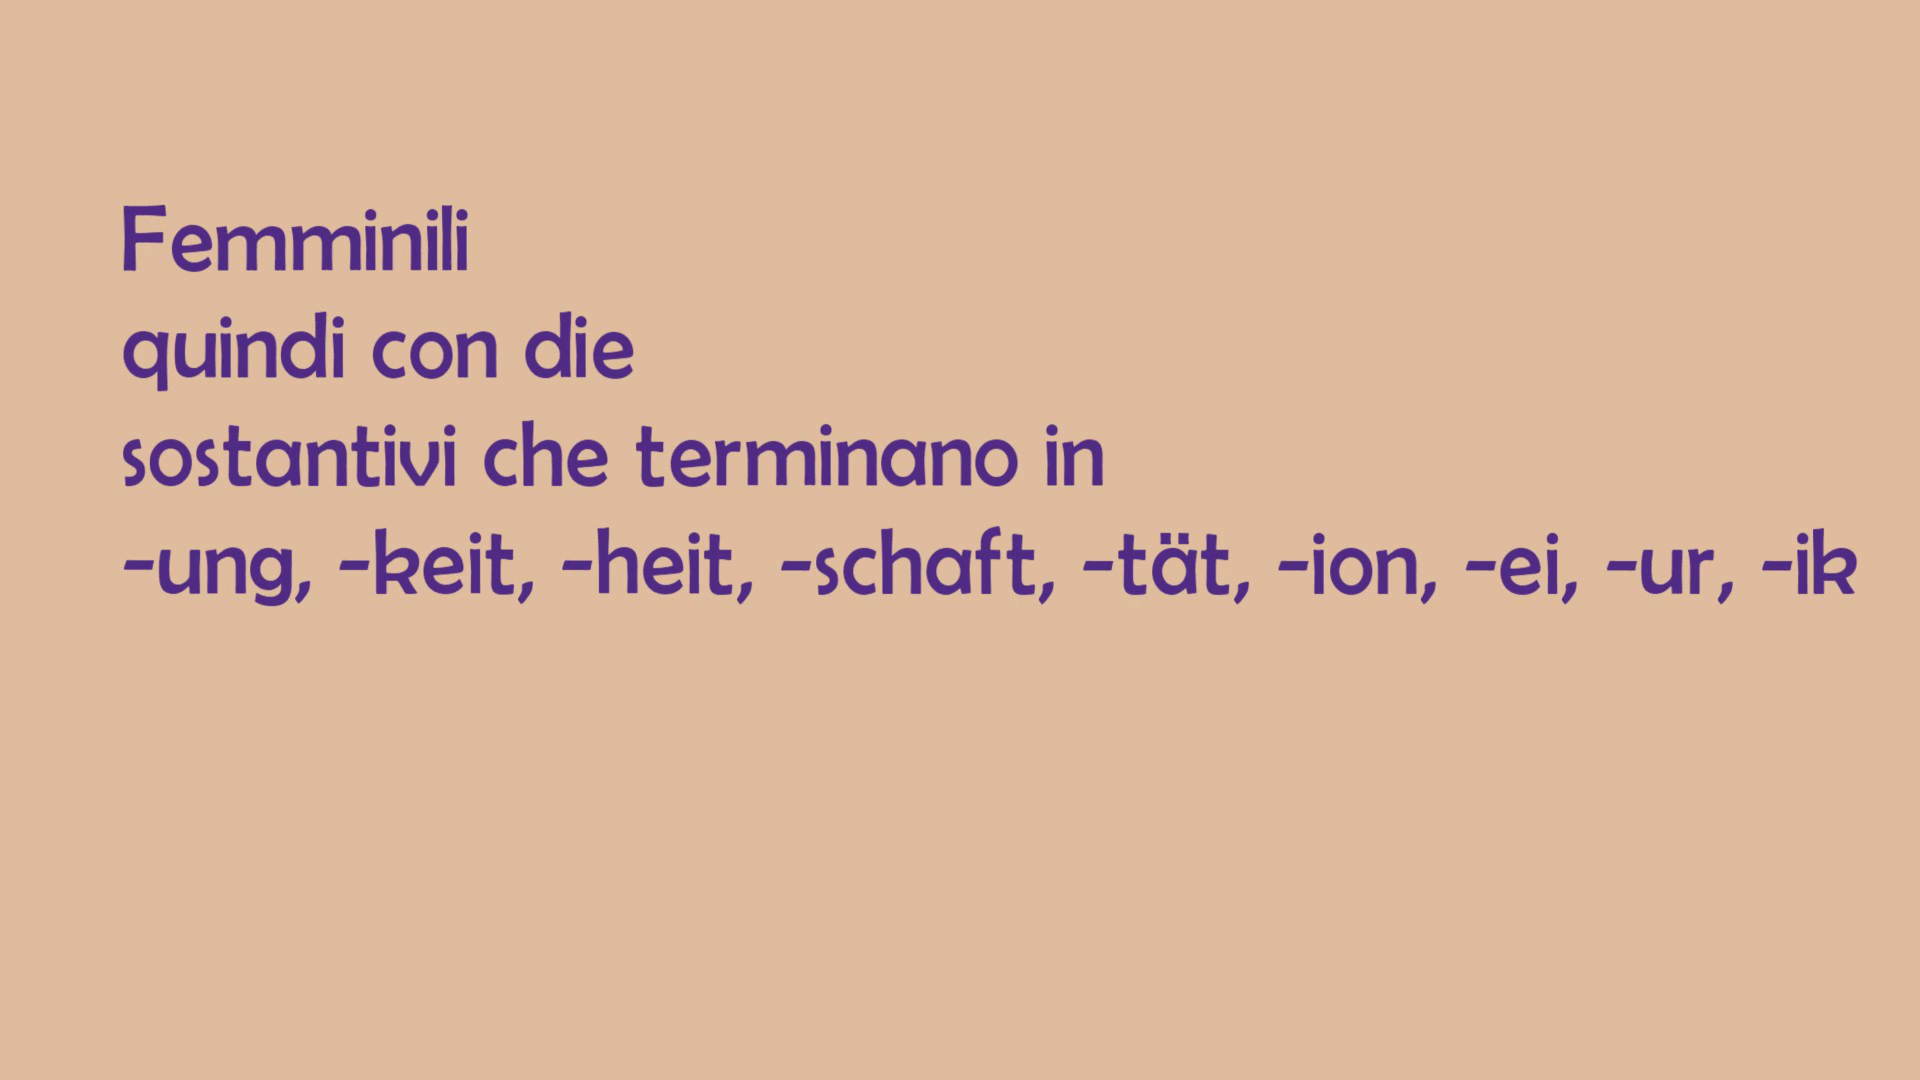 Femminili
quindi con die
sostantivi che terminano in
-ung, -keit, -heit, -schaft, -tät, -ion, -ei, -ur, -ik